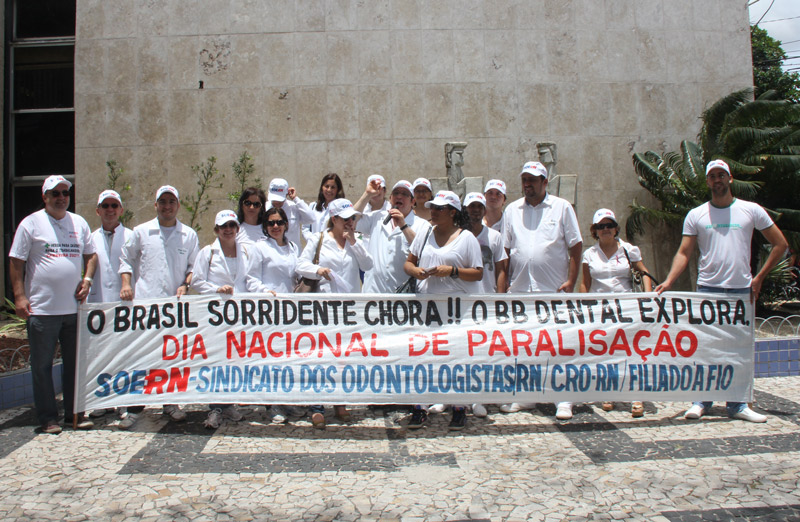 O BRASIL SORRIDENTE CHORA!! O BB DENTAL EXPLORA.
DIA NACIONAL DE PARALISAÇÃO
SOERN-SINDICATO DOS ODONTOLOGISTAS/RN/CRO-RN/FILIADO A FIO